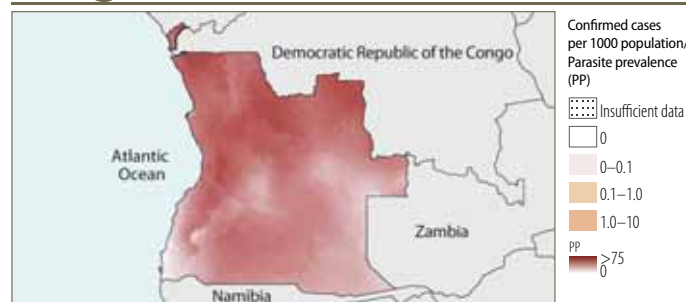 Democratic Republic of the Congo
Atlantic
Ocean
Zambia
Namibia
Confirmed cases
per 1000 population/
Parasite prevalence
(PP)
Insufficient data
0
0–0.1
0.1–1.0
1.0–10
PP
>75
0